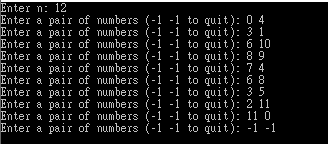 Enter n: 12
Enter a pair of numbers (-1 -1 to quit): 0 4
Enter a pair of numbers (-1 -1 to quit): 3 1
Enter a pair of numbers (-1 -1 to quit): 6 10
Enter a pair of numbers (-1 -1 to quit): 8 9
Enter a pair of numbers (-1 -1 to quit): 7 4
Enter a pair of numbers (-1 -1 to quit): 6 8
Enter a pair of numbers (-1 -1 to quit): 3 5
Enter a pair of numbers (-1 -1 to quit): 2 11
Enter a pair of numbers (-1 -1 to quit): 11 0
Enter a pair of numbers (-1 -1 to quit): -1 -1